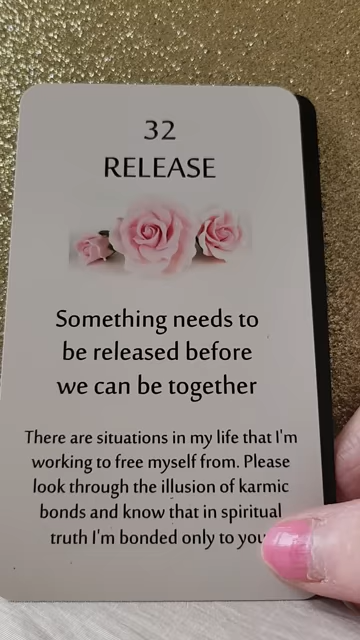 32
RELEASE
Something needs to
be released before
we can be together
There are situations in my life that I'm
working to free myself from. Please
look through the illusion of karmic
bonds and know that in spiritual
truth I'm bonded only to you